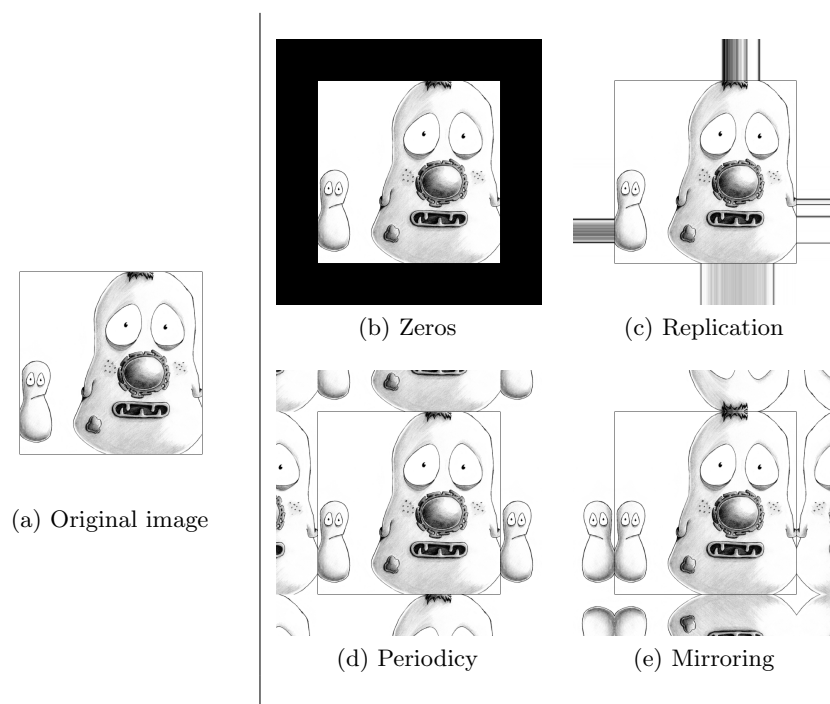 (a) Original image
(b) Zeros
(c) Replication
(d) Periodicy
(e) Mirroring